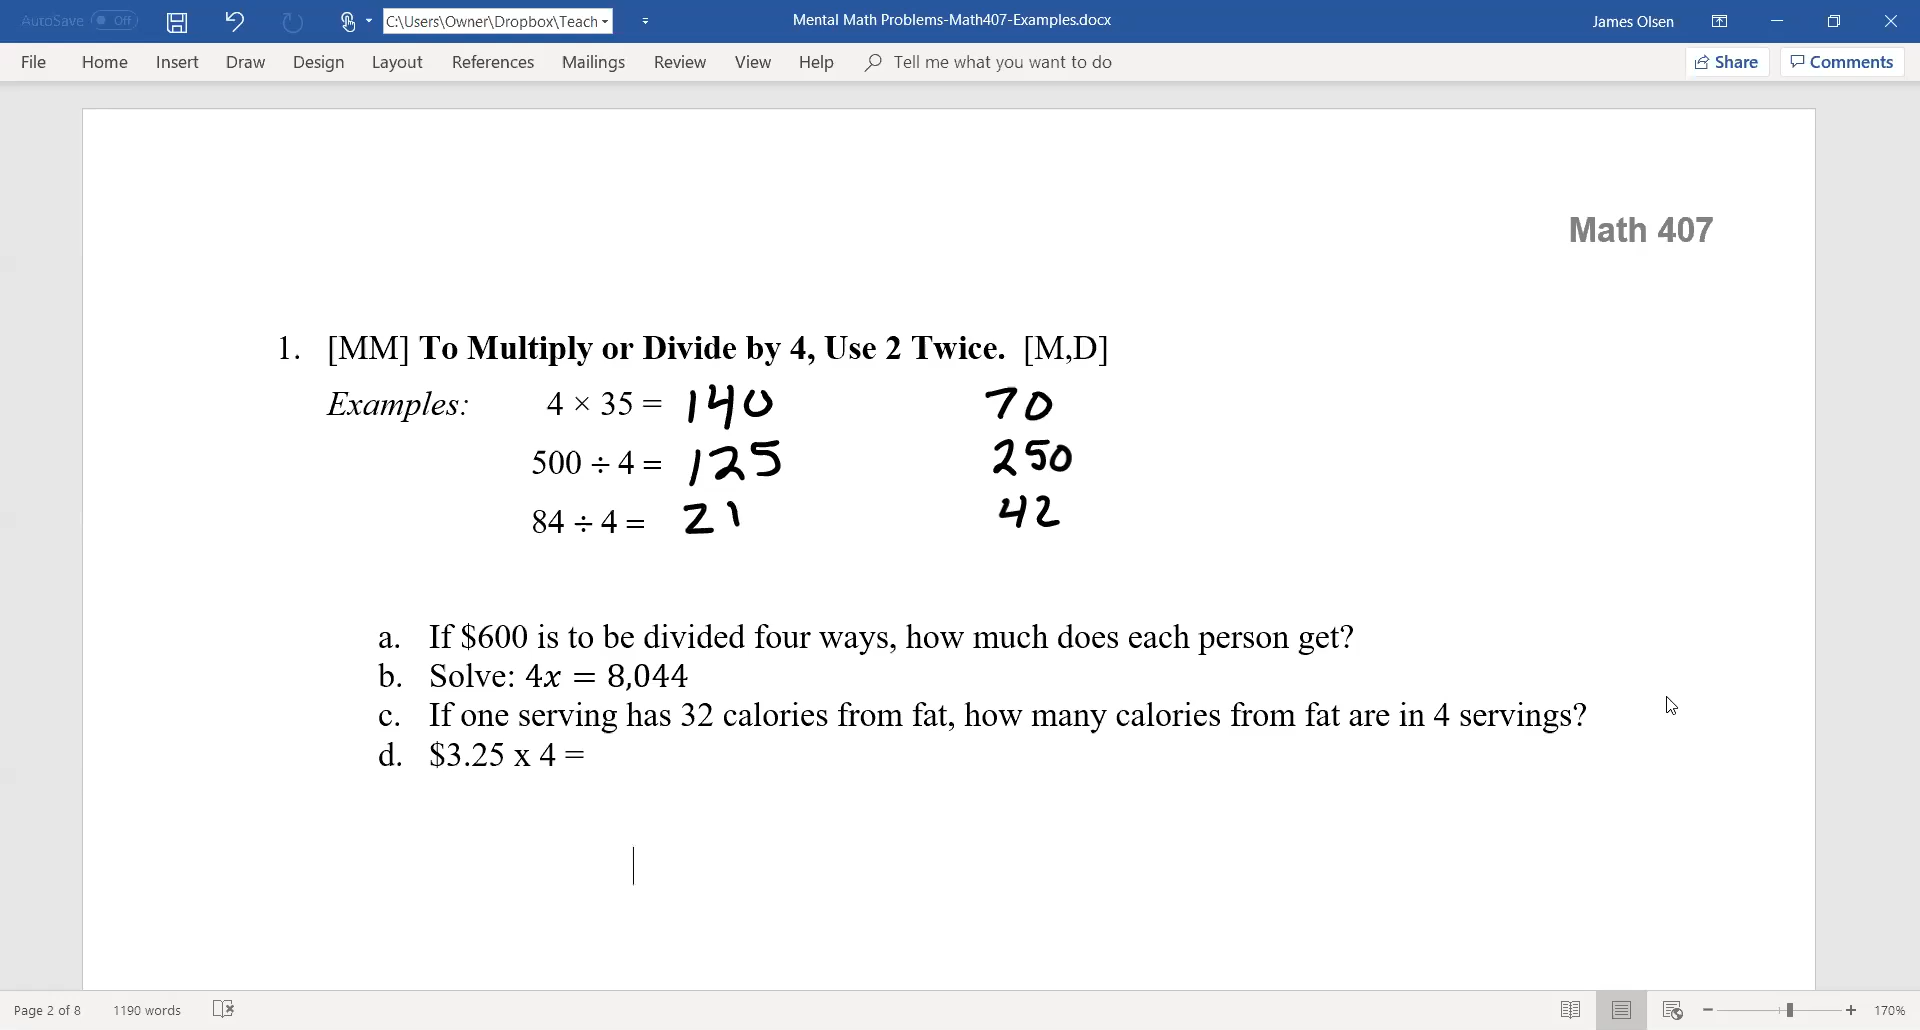 AutoSave Off C:\Users\Owner\Dropbox\Teach Mental Math Problems-Math407-Examples.docx James Olsen
File Home Insert Draw Design Layout References Mailings Review View Help Tell me what you want to do Share Comments
Math 407
1. [MM] To Multiply or Divide by 4, Use 2 Twice. [M,D]
Examples: 4 × 35 = 140 70
500 ÷ 4 = 125 250
84 ÷ 4 = 21 42
a. If $600 is to be divided four ways, how much does each person get?
b. Solve: 4x = 8,044
c. If one serving has 32 calories from fat, how many calories from fat are in 4 servings?
d. $3.25 x 4 =
Page 2 of 8 1190 words 170%